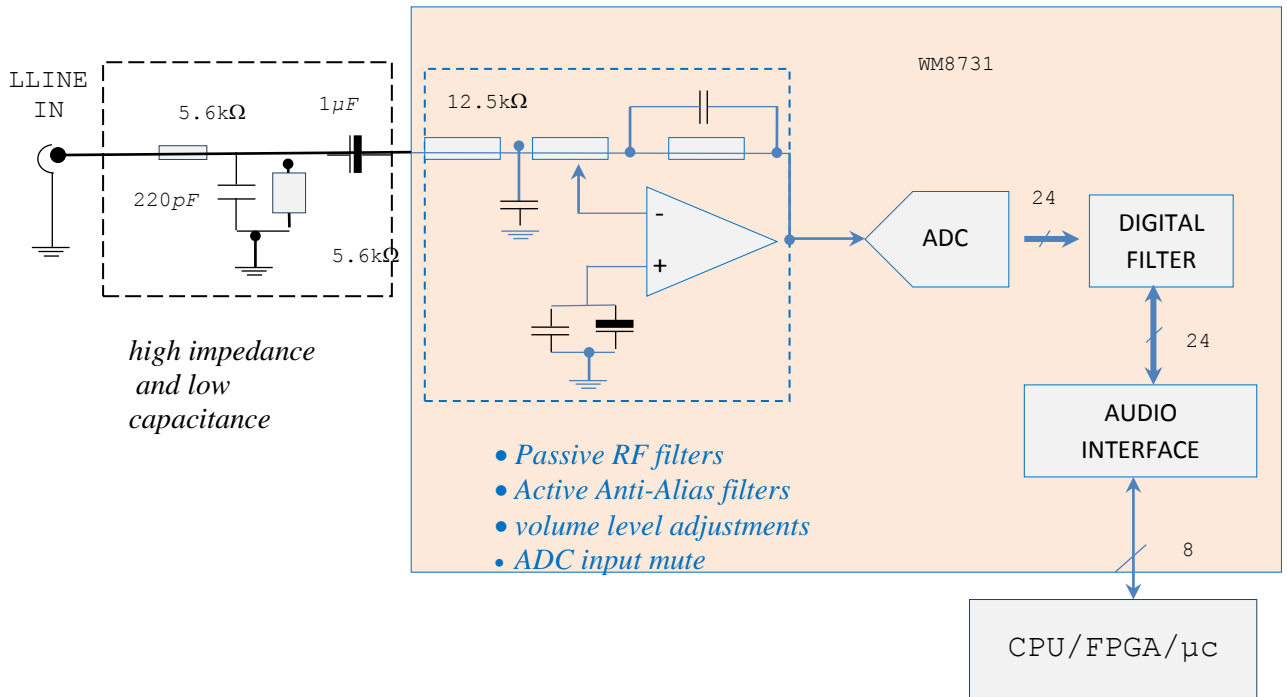 WM8731
LLINE
IN
5.6kΩ
1µF
12.5kΩ
220pF
5.6kΩ
-
+
ADC
24
DIGITAL
FILTER
24
high impedance
and low
capacitance
AUDIO
INTERFACE
• Passive RF filters
• Active Anti-Alias filters
• volume level adjustments
• ADC input mute
8
CPU/FPGA/µc